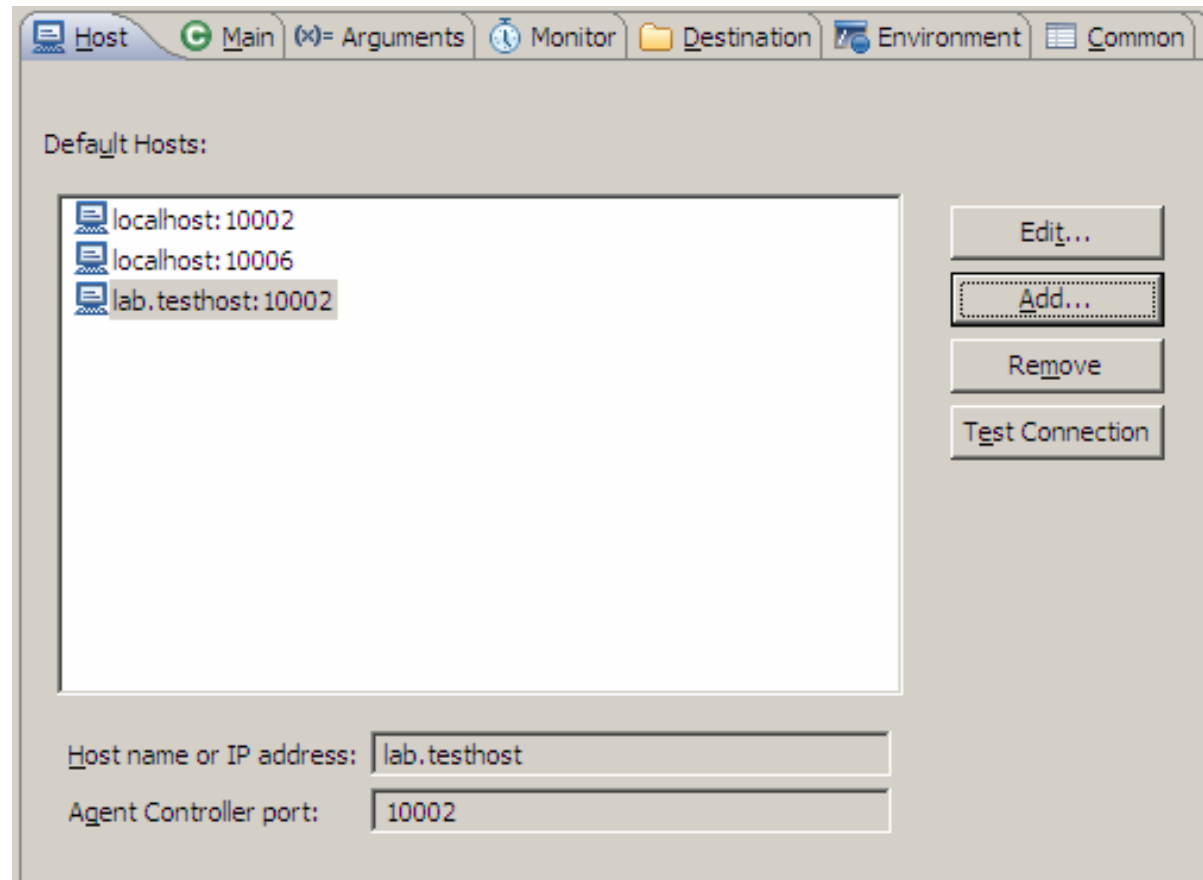 Host Main (x)= Arguments Monitor Destination Environment Common
Default Hosts:
localhost:10002
localhost:10006
lab.testhost:10002
Edit...
Add...
Remove
Test Connection
Host name or IP address: lab.testhost
Agent Controller port: 10002